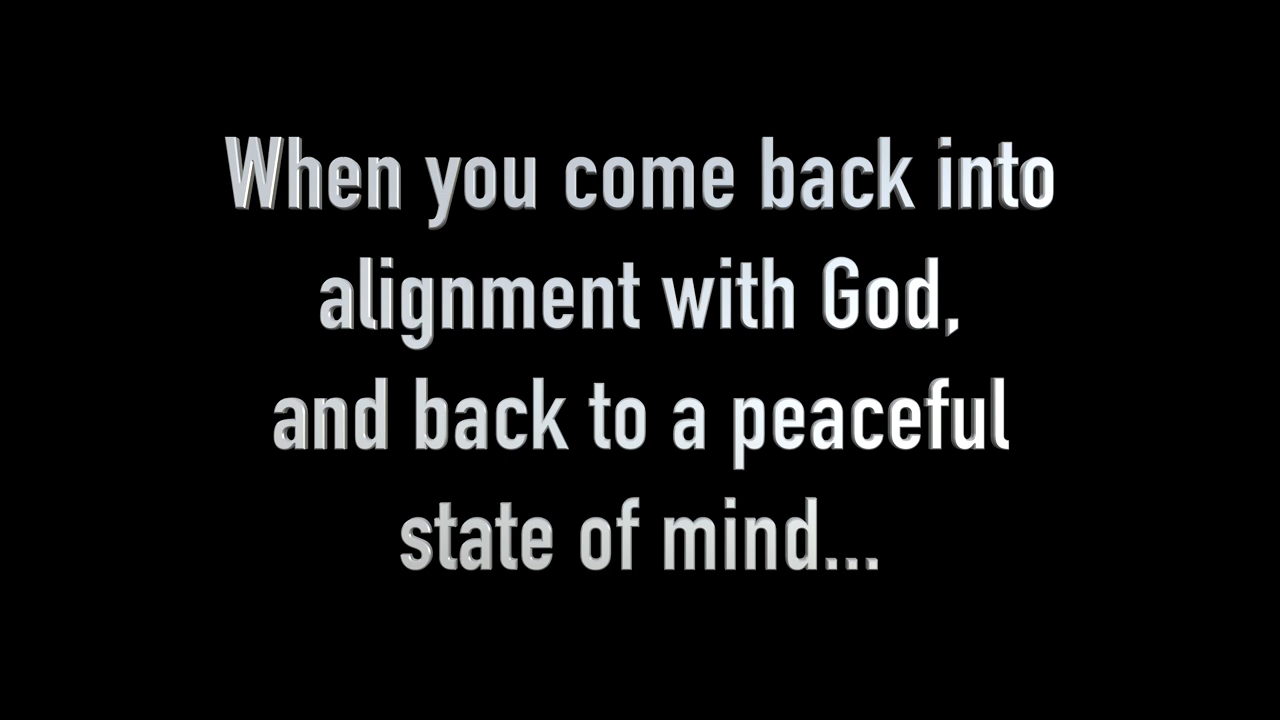 When you come back into
alignment with God,
and back to a peaceful
state of mind...